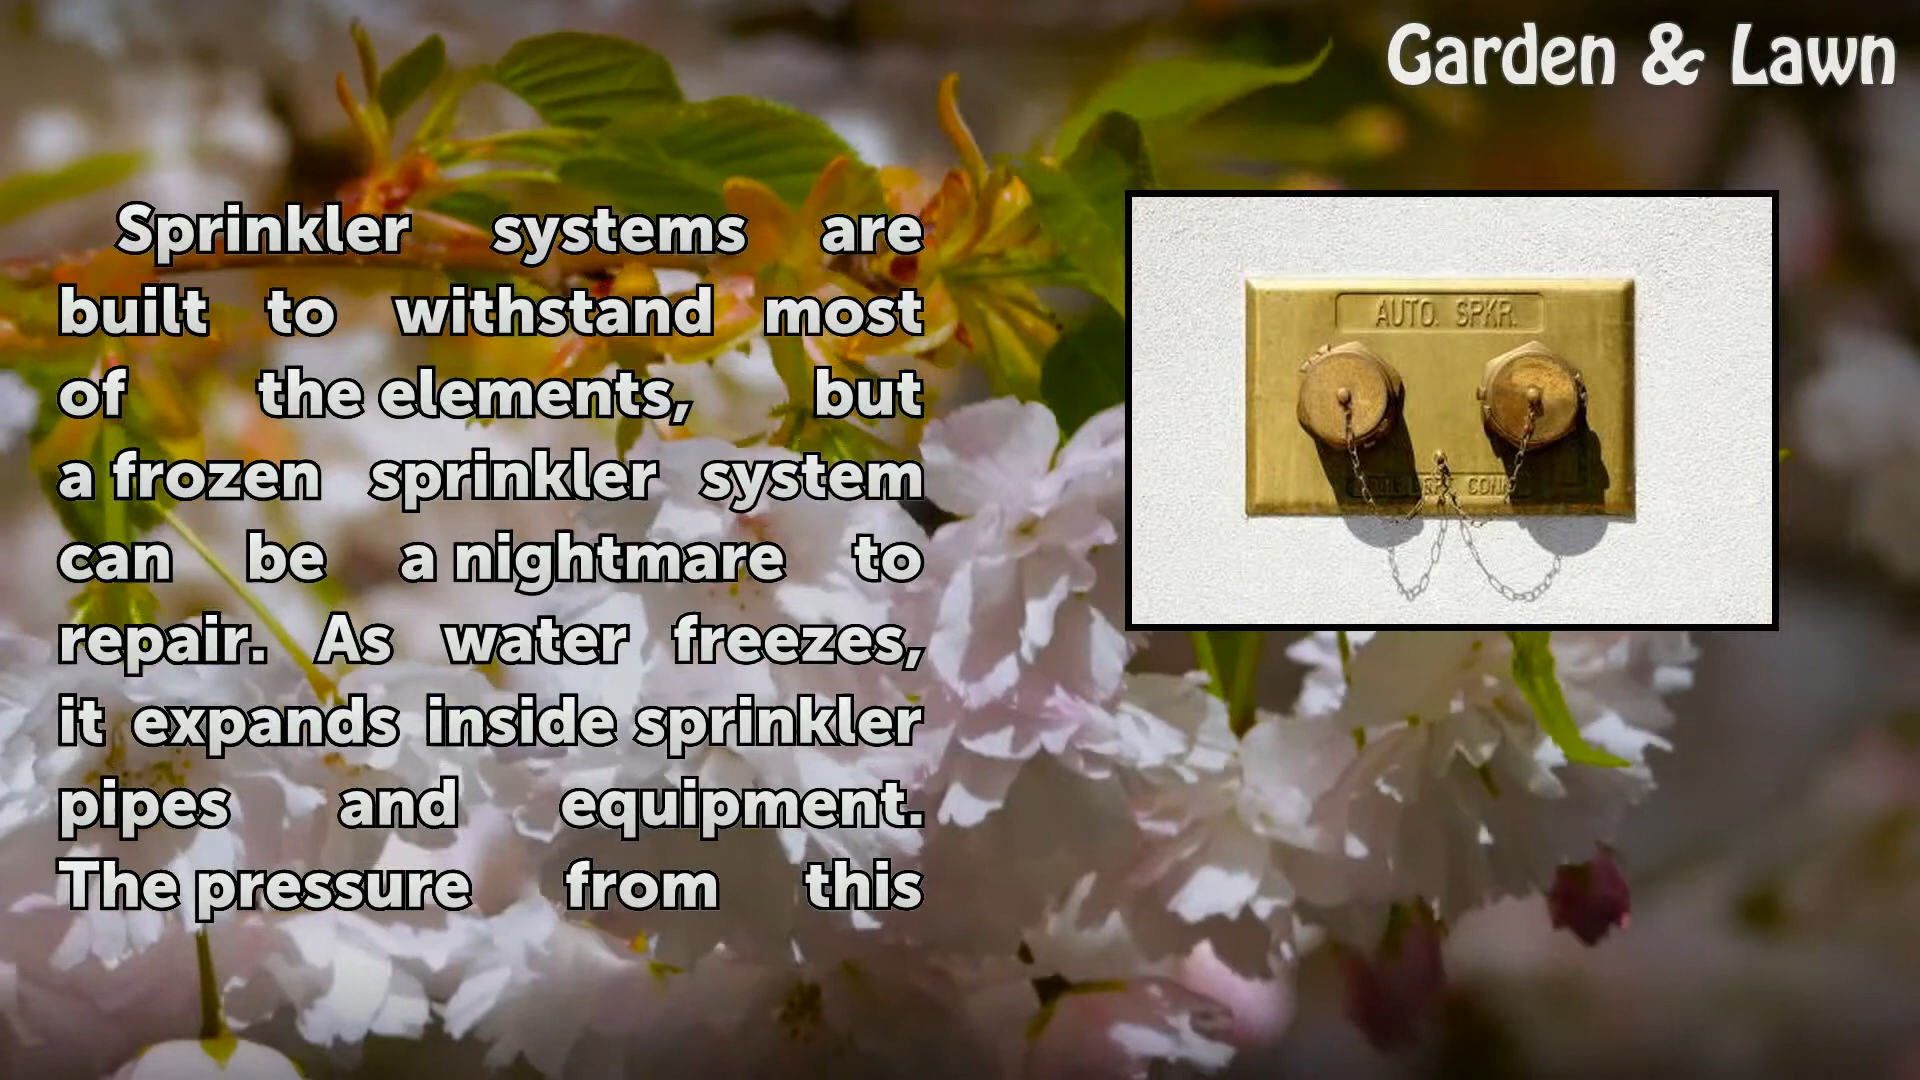 Garden & Lawn
Sprinkler systems are
built to withstand most
of the elements, but
a frozen sprinkler system
can be a nightmare to
repair. As water freezes,
it expands inside sprinkler
pipes and equipment.
The pressure from this
AUTO. SPKR.
CONN